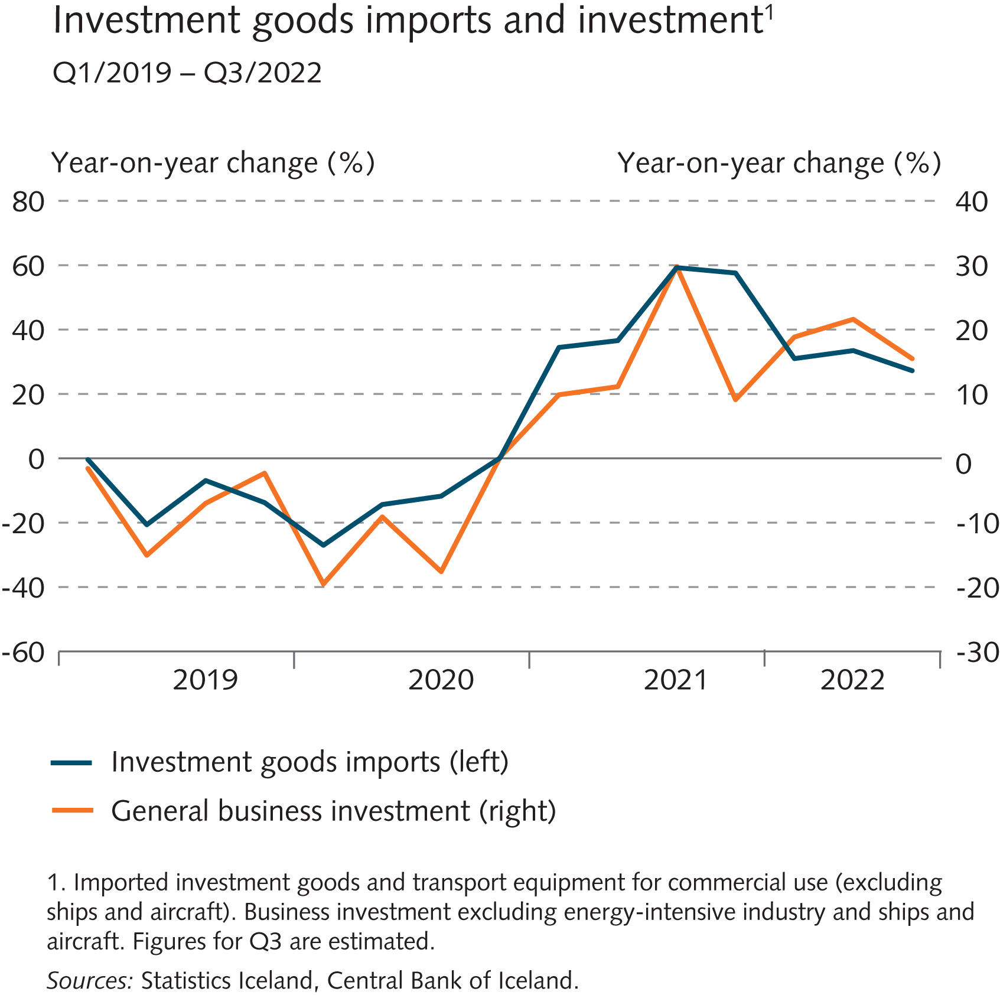 Investment goods imports and investment¹
Q1/2019 – Q3/2022
Year-on-year change (%) Year-on-year change (%)
80 40
60 30
40 20
20 10
0 0
-20 -10
-40 -20
-60 -30
2019 2020 2021 2022
Investment goods imports (left)
General business investment (right)
1. Imported investment goods and transport equipment for commercial use (excluding
ships and aircraft). Business investment excluding energy-intensive industry and ships and
aircraft. Figures for Q3 are estimated.
Sources: Statistics Iceland, Central Bank of Iceland.